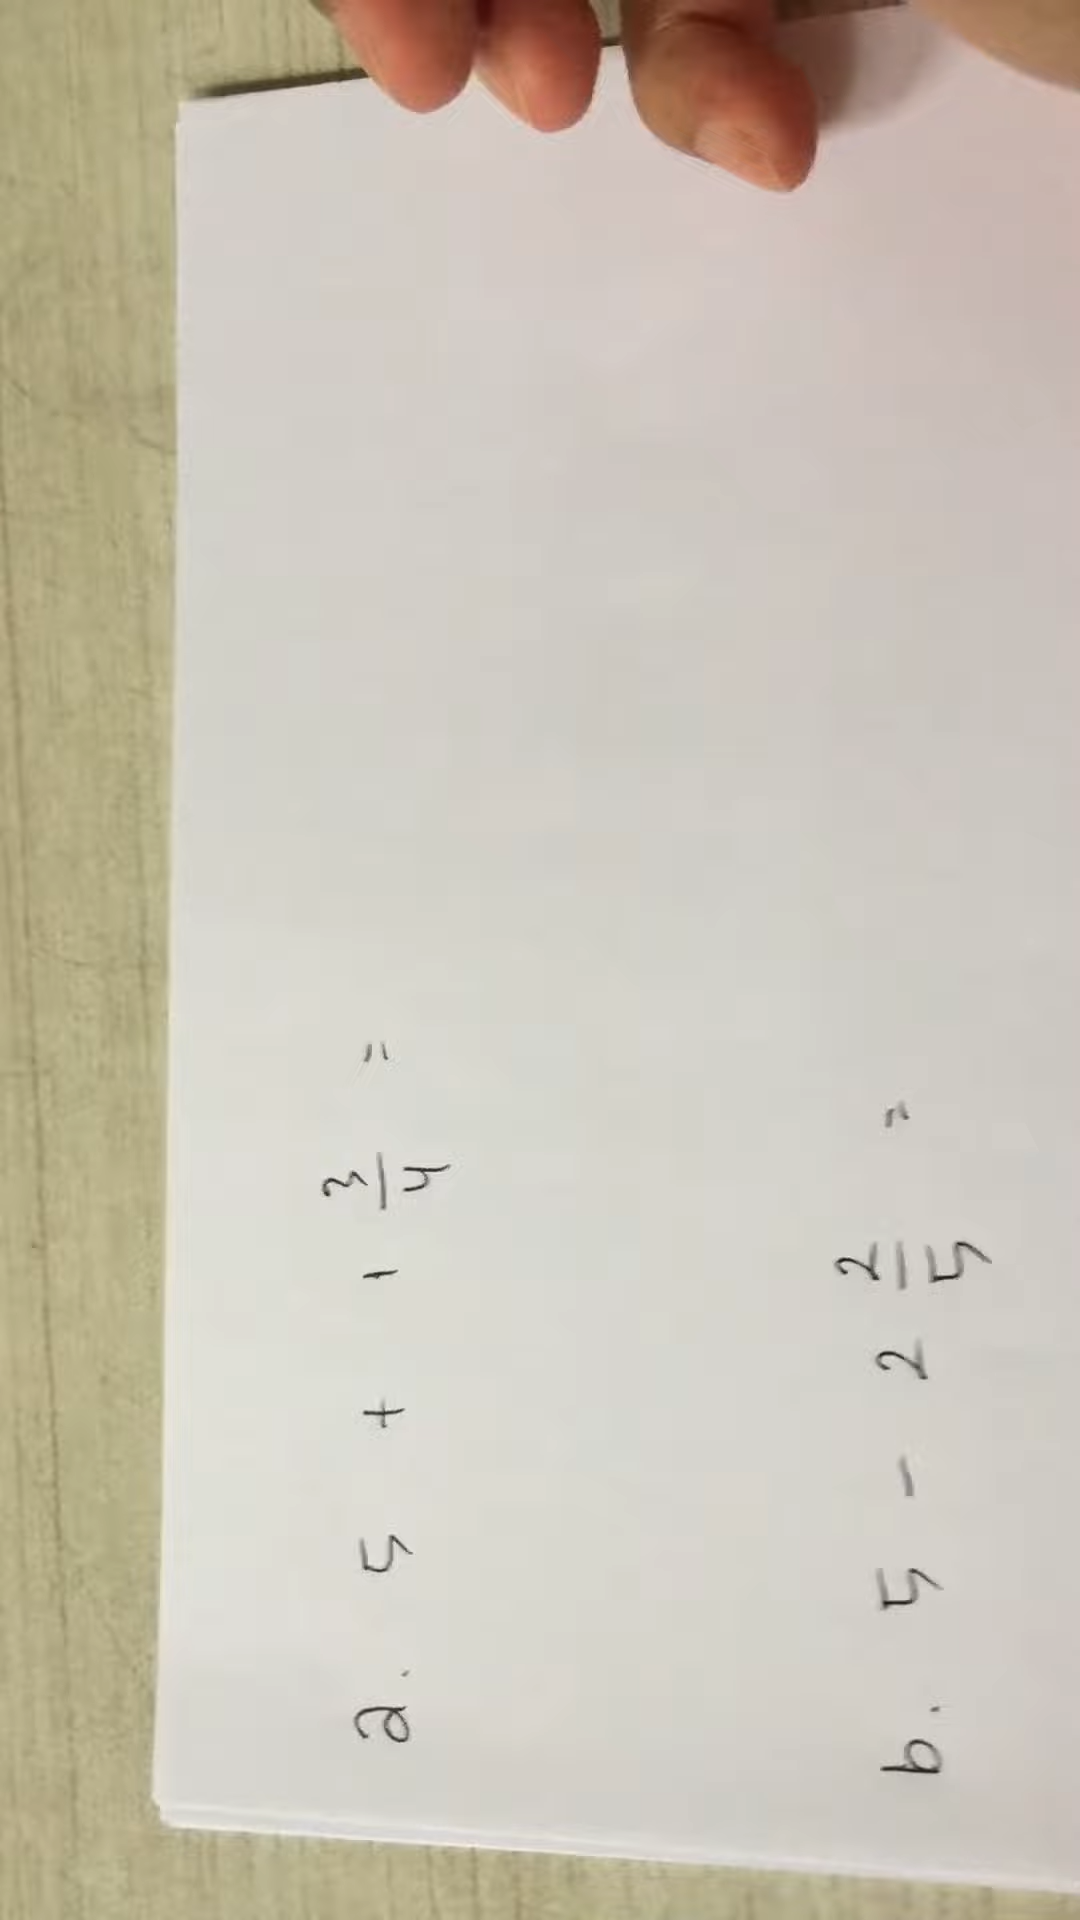 a. 5 + 1 3/4 =
b. 5 - 2 2/5 =